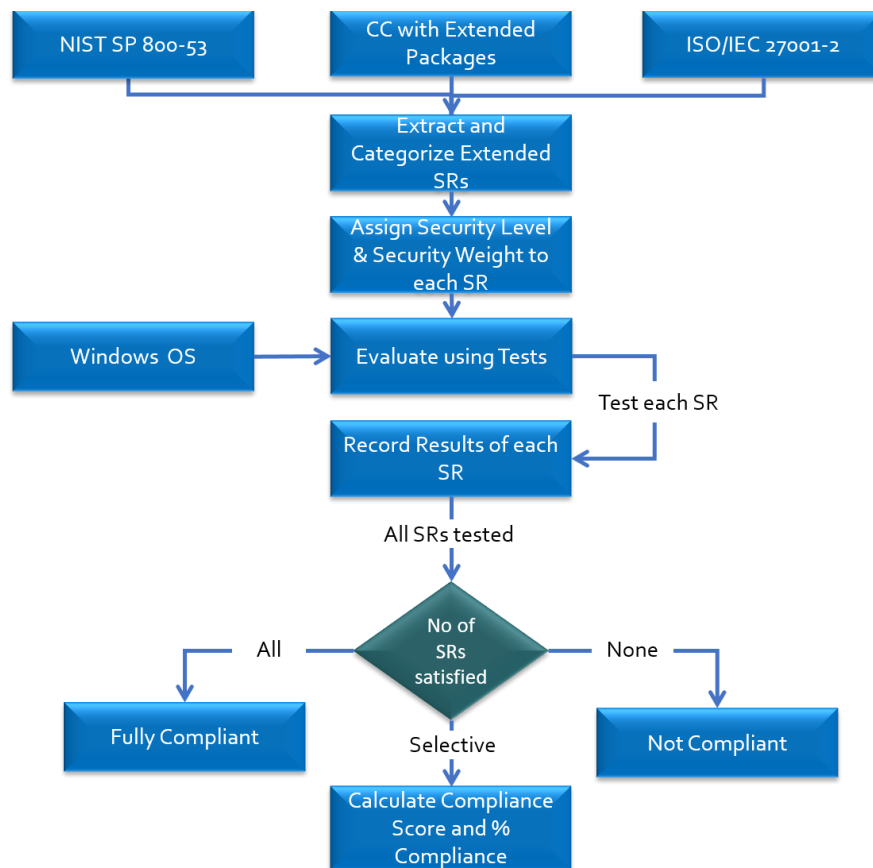 NIST SP 800-53
CC with Extended
Packages
ISO/IEC 27001-2
Extract and
Categorize Extended
SRs
Assign Security Level
& Security Weight to
each SR
Windows OS
Evaluate using Tests
Test each SR
Record Results of each
SR
All SRs tested
No of
SRs
satisfied
All
None
Fully Compliant
Selective
Not Compliant
Calculate Compliance
Score and %
Compliance